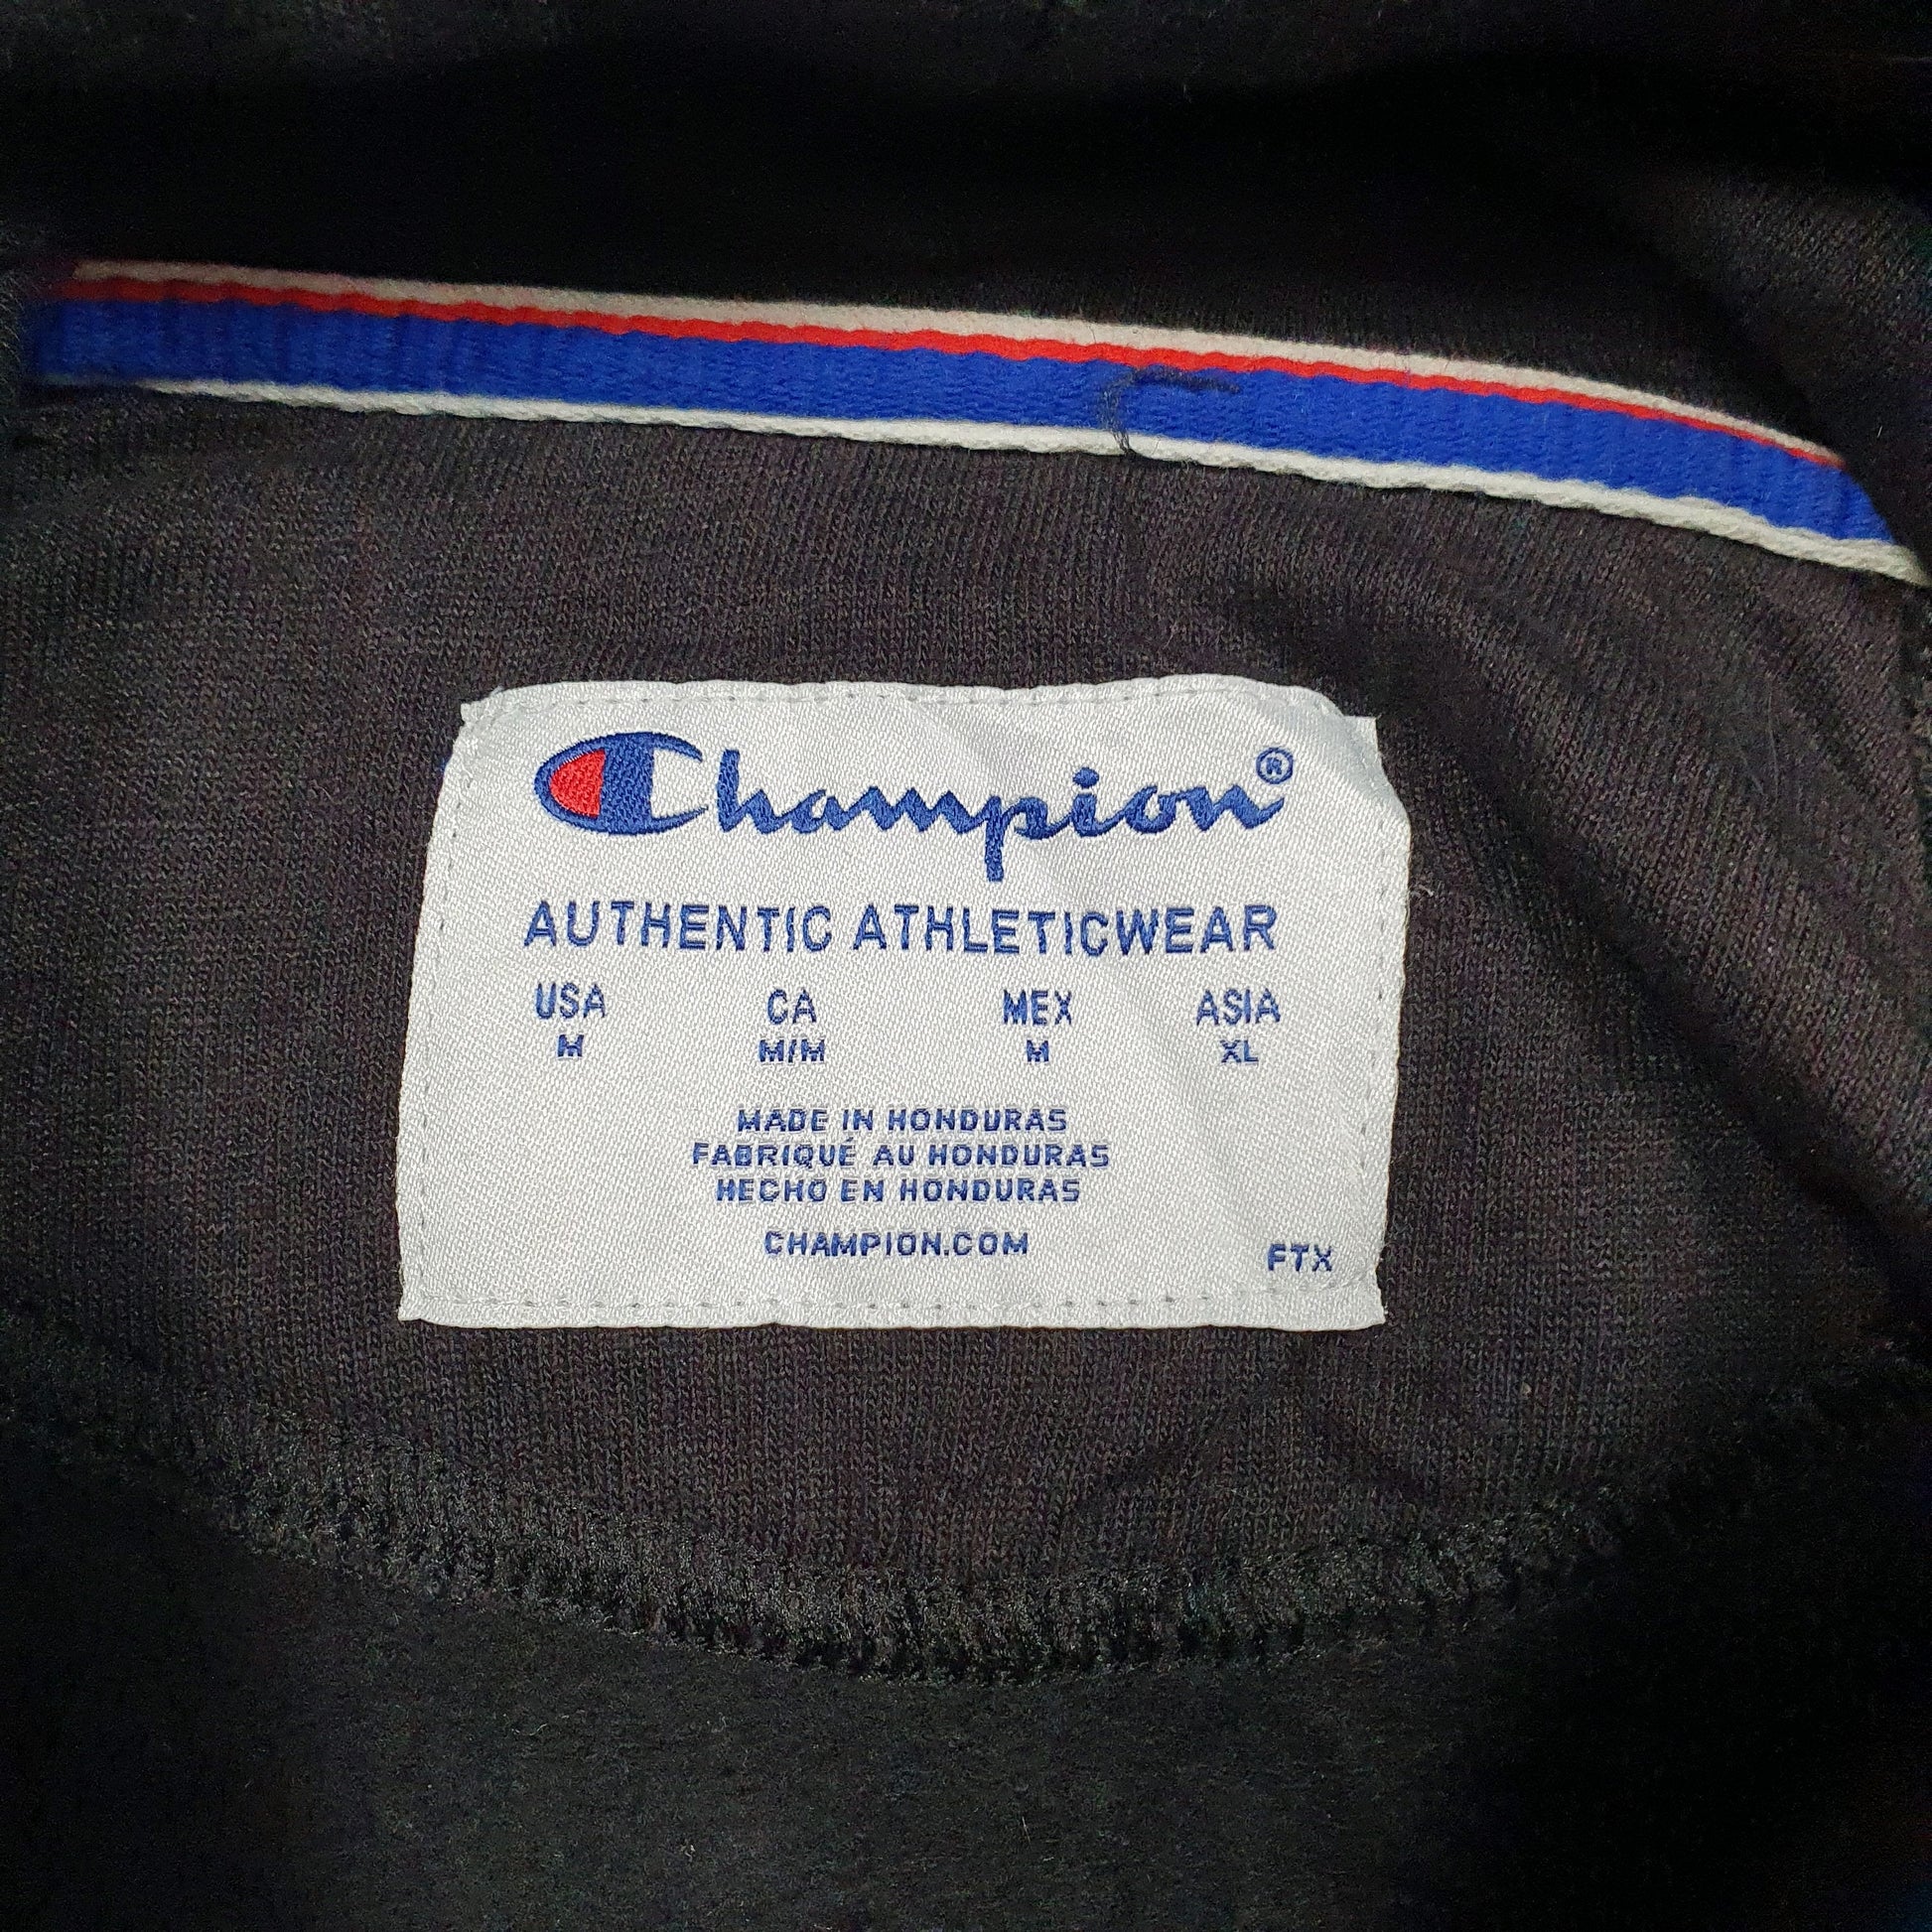 Champion®
AUTHENTIC ATHLETICWEAR
USA CA MEX ASIA
M M/M M XL
MADE IN HONDURAS
FABRIQUÉ AU HONDURAS
HECHO EN HONDURAS
CHAMPION.COM
FTX